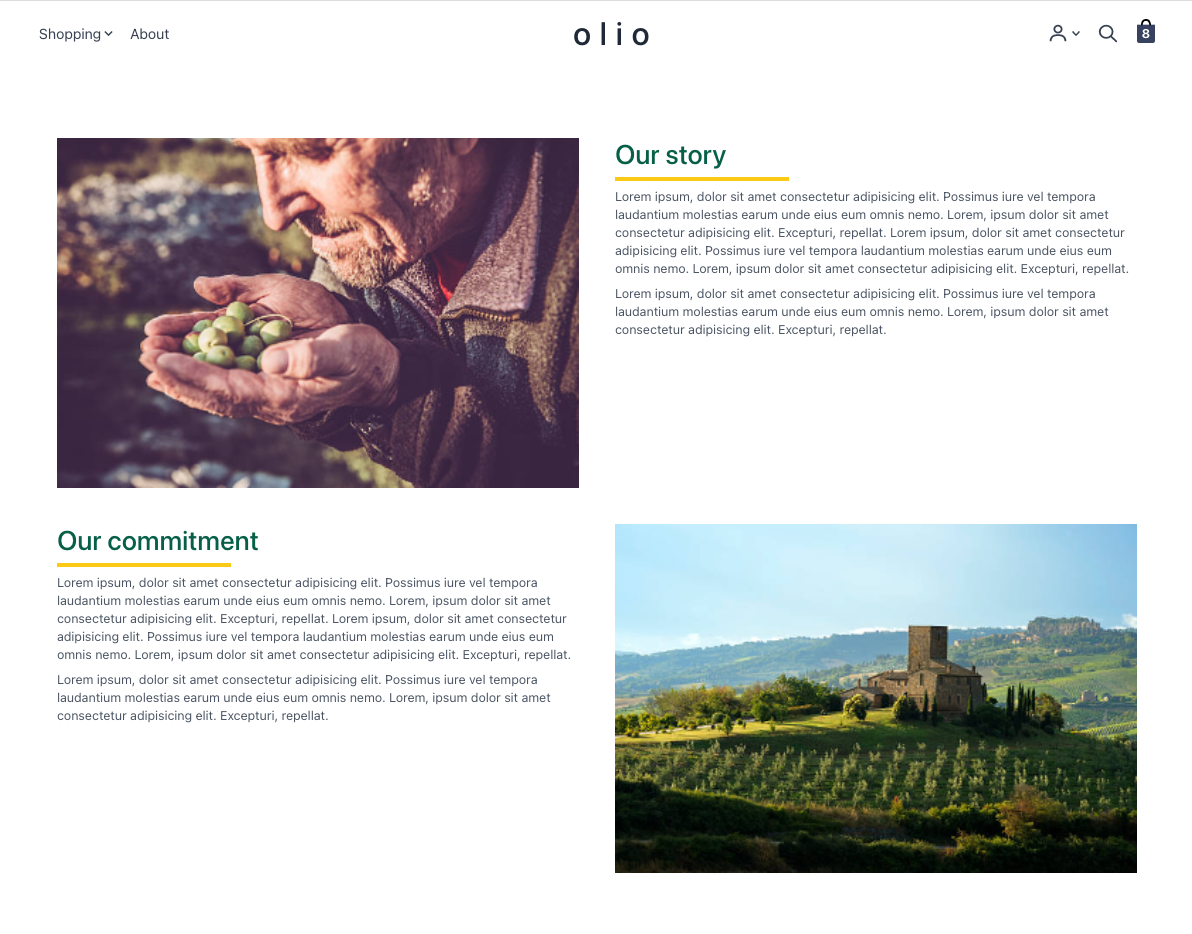 Shopping About
olio
8
Our story
Lorem ipsum, dolor sit amet consectetur adipisicing elit. Possimus iure vel tempora
laudantium molestias earum unde eius eum omnis nemo. Lorem, ipsum dolor sit amet
consectetur adipisicing elit. Excepturi, repellat. Lorem ipsum, dolor sit amet consectetur
adipisicing elit. Possimus iure vel tempora laudantium molestias earum unde eius eum
omnis nemo. Lorem, ipsum dolor sit amet consectetur adipisicing elit. Excepturi, repellat.
Lorem ipsum, dolor sit amet consectetur adipisicing elit. Possimus iure vel tempora
laudantium molestias earum unde eius eum omnis nemo. Lorem, ipsum dolor sit amet
consectetur adipisicing elit. Excepturi, repellat.
Our commitment
Lorem ipsum, dolor sit amet consectetur adipisicing elit. Possimus iure vel tempora
laudantium molestias earum unde eius eum omnis nemo. Lorem, ipsum dolor sit amet
consectetur adipisicing elit. Excepturi, repellat. Lorem ipsum, dolor sit amet consectetur
adipisicing elit. Possimus iure vel tempora laudantium molestias earum unde eius eum
omnis nemo. Lorem, ipsum dolor sit amet consectetur adipisicing elit. Excepturi, repellat.
Lorem ipsum, dolor sit amet consectetur adipisicing elit. Possimus iure vel tempora
laudantium molestias earum unde eius eum omnis nemo. Lorem, ipsum dolor sit amet
consectetur adipisicing elit. Excepturi, repellat.